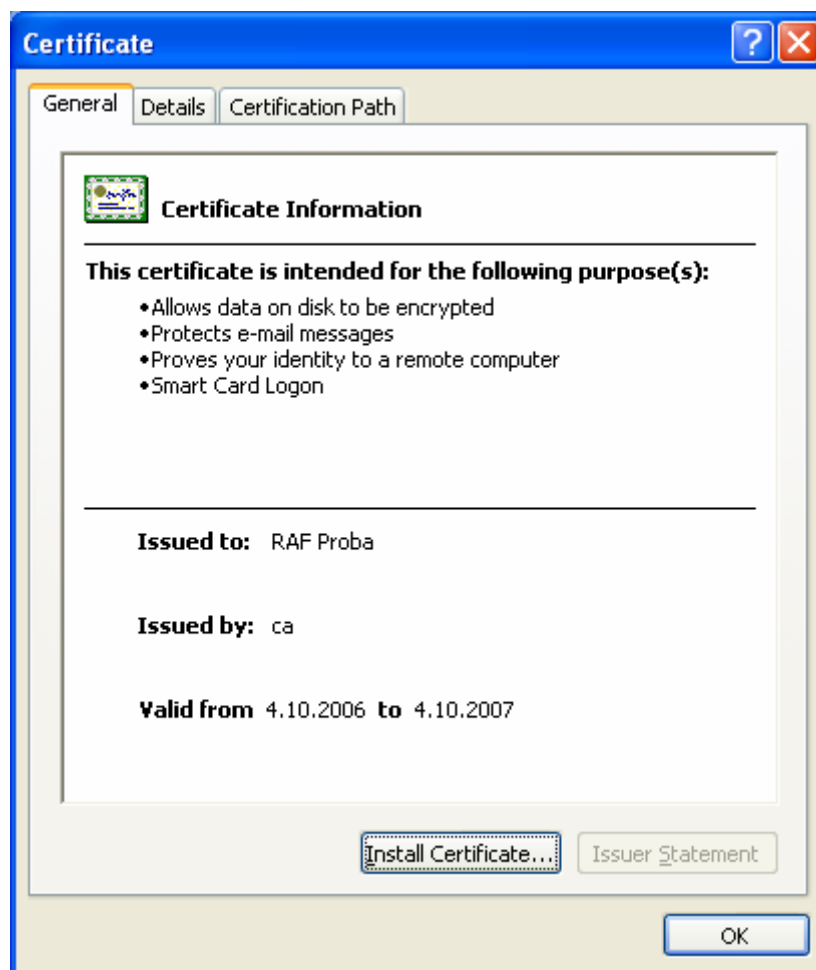 Certificate
General Details Certification Path
Certificate Information
This certificate is intended for the following purpose(s):
•Allows data on disk to be encrypted
•Protects e-mail messages
•Proves your identity to a remote computer
•Smart Card Logon
Issued to: RAF Proba
Issued by: ca
Valid from 4.10.2006 to 4.10.2007
Install Certificate... Issuer Statement
OK